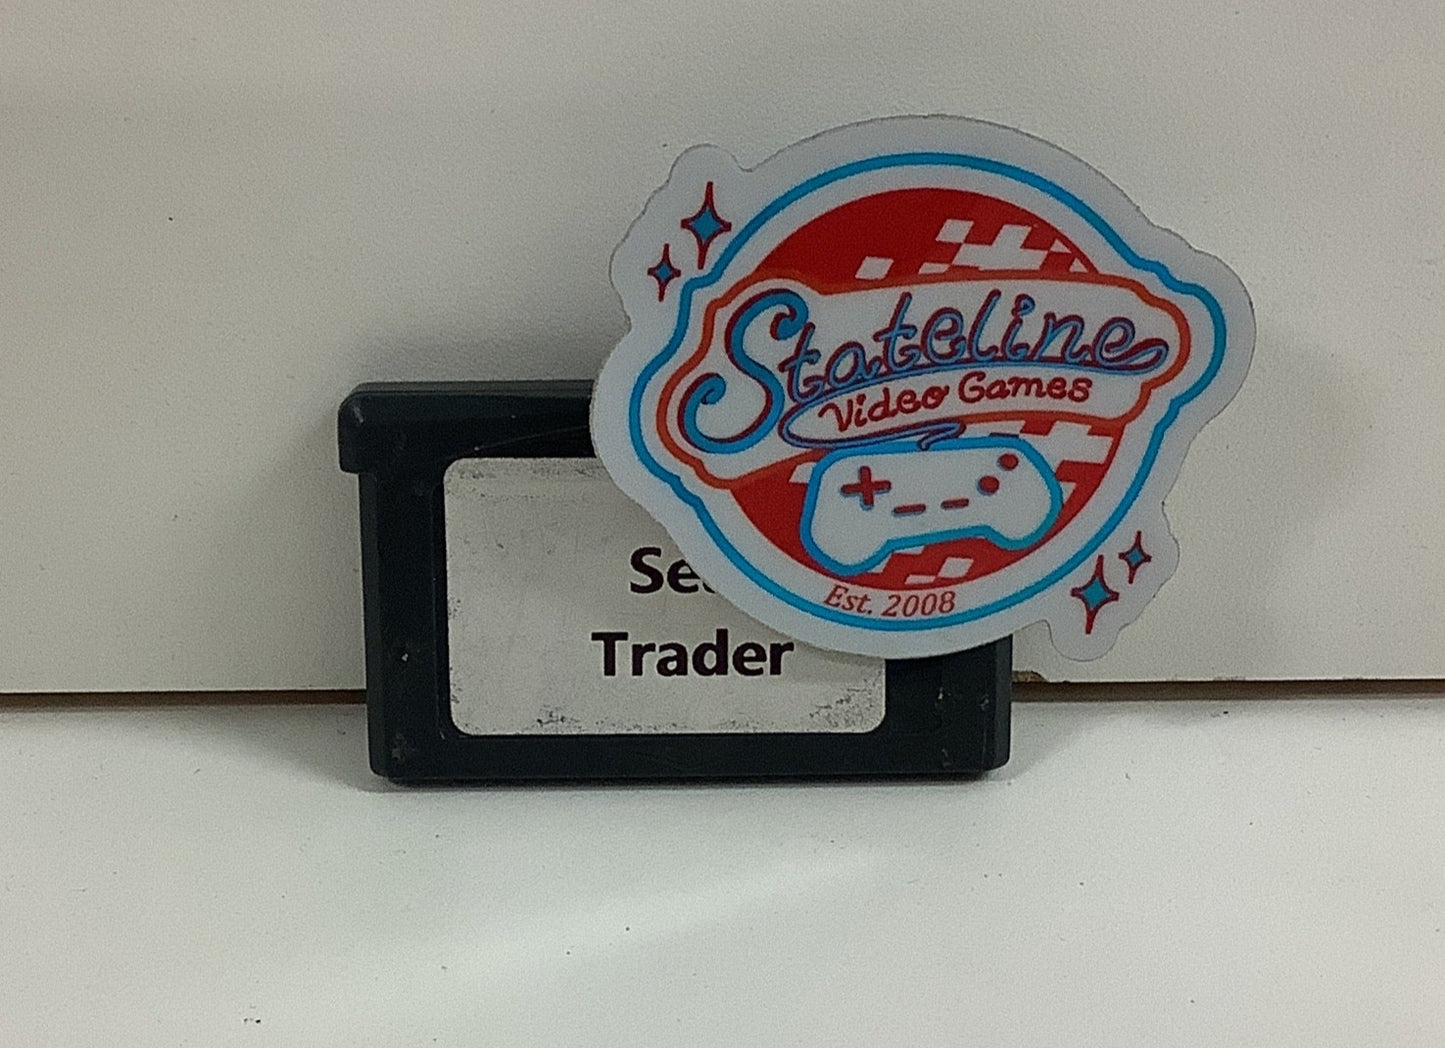 Stateline
Video Games
Est. 2008
Trader